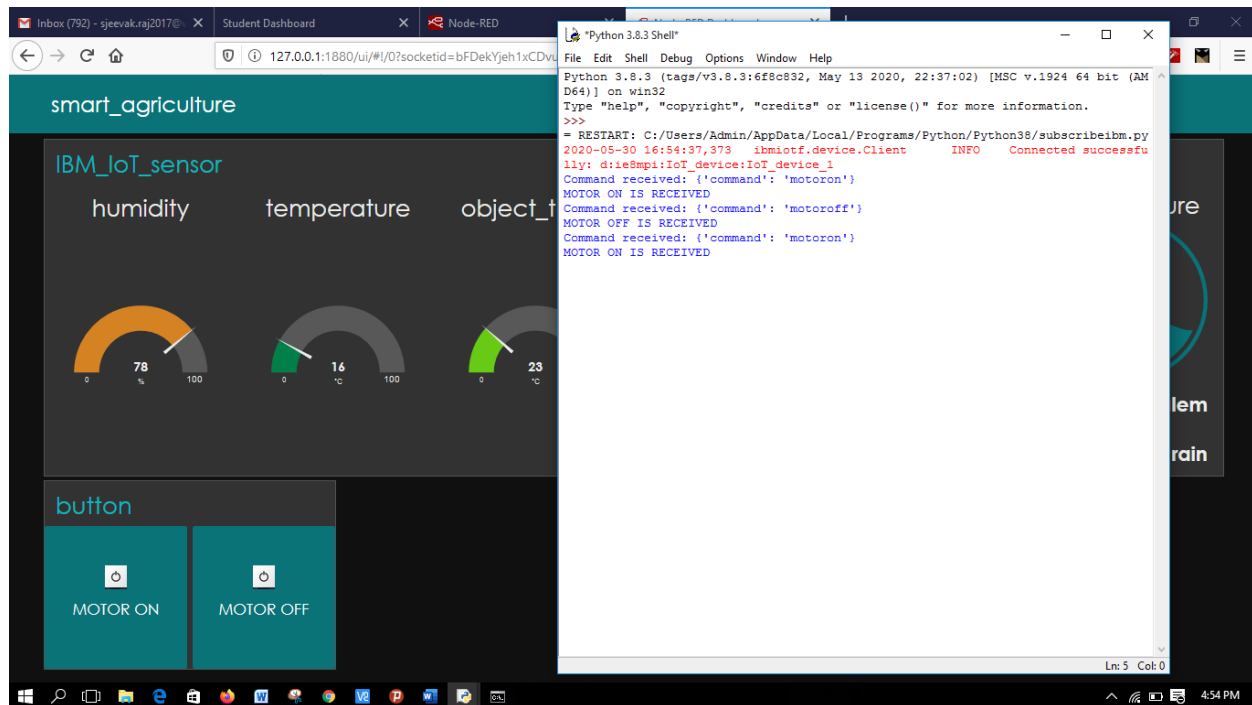 Inbox (792) - sjeevak.raj2017@
Student Dashboard
Node-RED
127.0.0.1:1880/ui/#!/0?socketid=bFDekYjeh1xCDvu
smart_agriculture
IBM_IoT_sensor
humidity
temperature
object_t
ure
78
%
0
100
16
°C
0
100
23
°C
0
lem
rain
button
MOTOR ON
MOTOR OFF
*Python 3.8.3 Shell*
File Edit Shell Debug Options Window Help
Python 3.8.3 (tags/v3.8.3:6f8c832, May 13 2020, 22:37:02) [MSC v.1924 64 bit (AM
D64)] on win32
Type "help", "copyright", "credits" or "license()" for more information.
>>>
= RESTART: C:/Users/Admin/AppData/Local/Programs/Python/Python38/subscribeibm.py
2020-05-30 16:54:37,373 ibmiotf.device.Client INFO Connected successfu
lly: d:ie8mpi:IoT_device:IoT_device_1
Command received: {'command': 'motoron'}
MOTOR ON IS RECEIVED
Command received: {'command': 'motoroff'}
MOTOR OFF IS RECEIVED
Command received: {'command': 'motoron'}
MOTOR ON IS RECEIVED
Ln: 5 Col: 0
4:54 PM